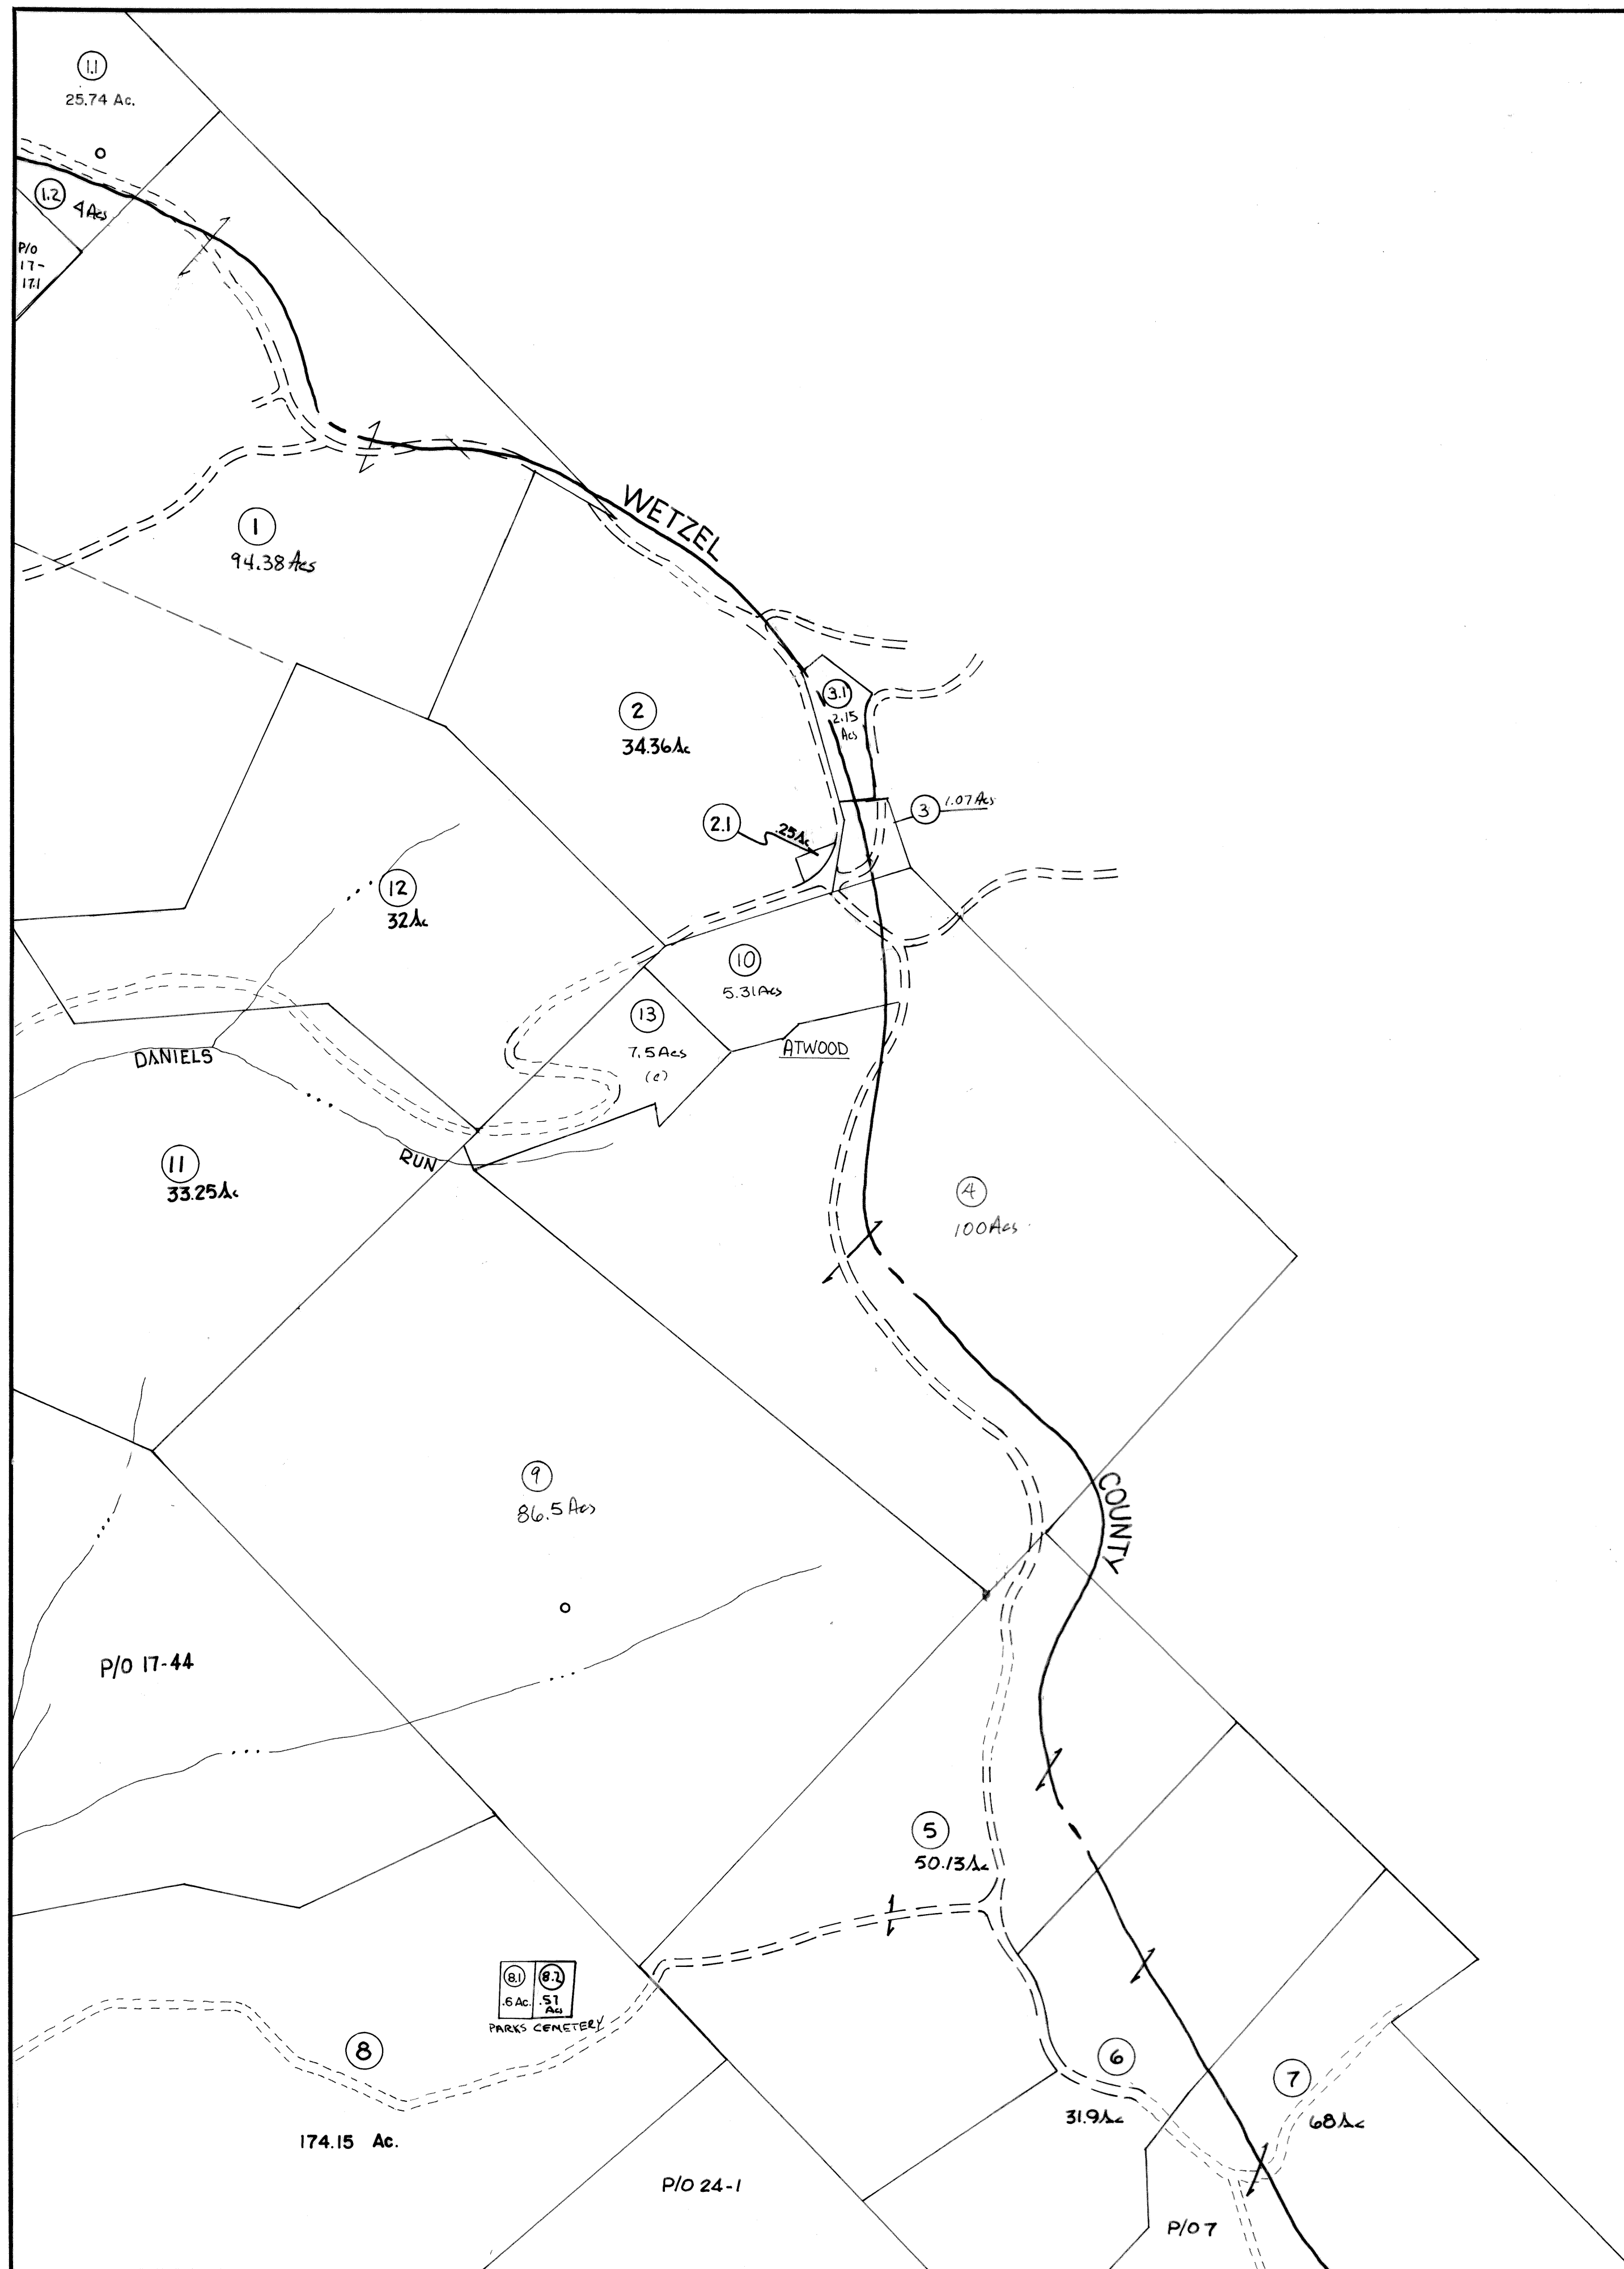 1.1
25.74 Ac.
1.2
4 Acs
P/O
17-
17.1
WETZEL
1
94.38 Acs
2
34.36 Ac
3.1
2.15
Acs
3
1.07 Acs
2.1
.25 Ac
12
32 Ac
10
5.31 Acs
13
7.5 Acs
(c)
ATWOOD
DANIELS
RUN
11
33.25 Ac
4
100 Acs
COUNTY
9
86.5 Acs
P/O 17-44
5
50.13 Ac
8.1
.6 Ac.
8.2
.57
Ac
PARKS CEMETERY
8
174.15 Ac.
6
31.9 Ac
7
68 Ac
P/O 24-1
P/O 7